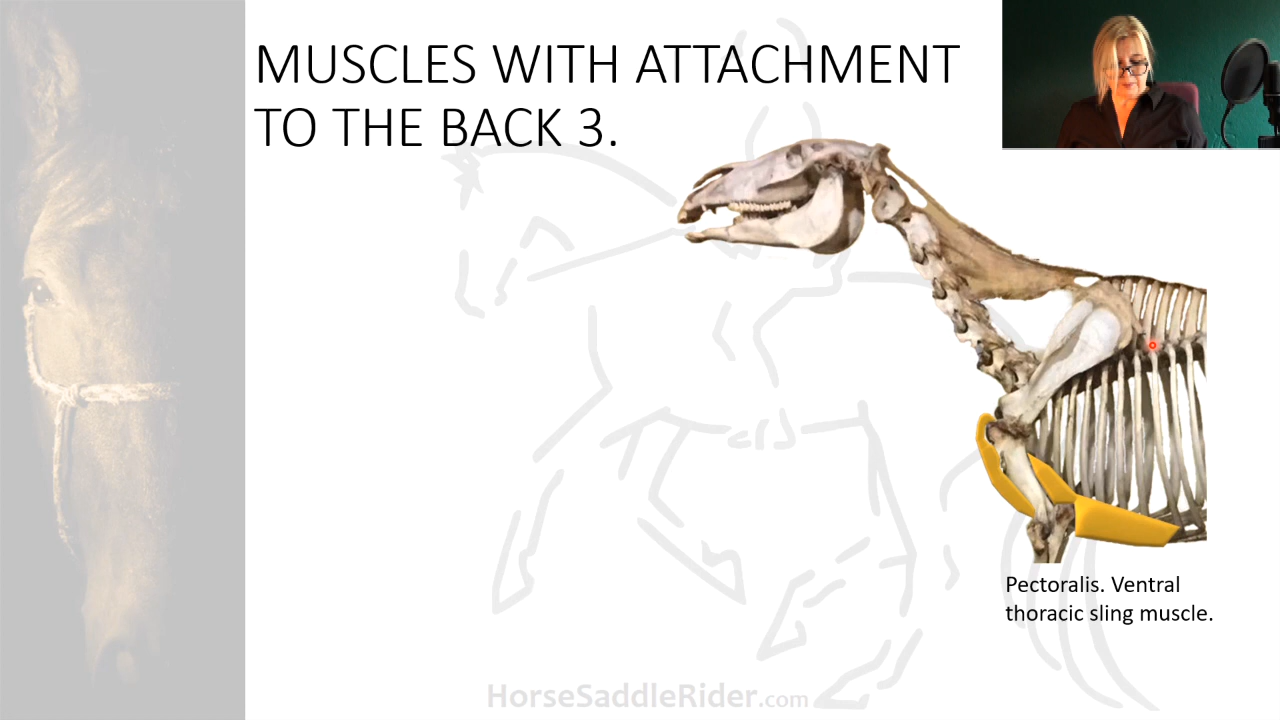 MUSCLES WITH ATTACHMENT
TO THE BACK 3.
Pectoralis. Ventral
thoracic sling muscle.
HorseSaddleRider.com